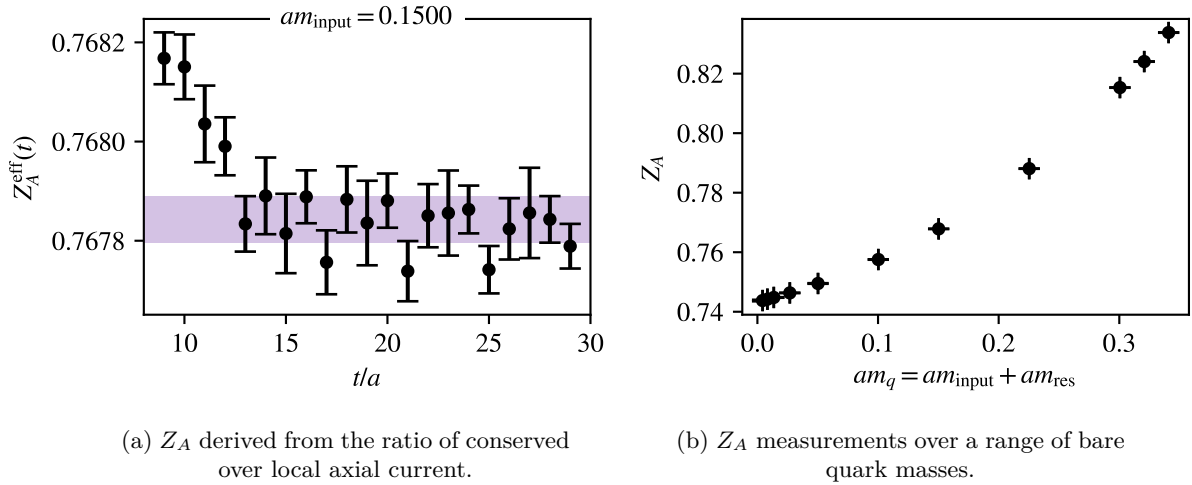 am_input = 0.1500
Z_A^eff(t)
0.7682
0.7680
0.7678
10 15 20 25 30
t/a
(a) Z_A derived from the ratio of conserved
over local axial current.
Z_A
0.82
0.80
0.78
0.76
0.74
0.0 0.1 0.2 0.3
am_q = am_input + am_res
(b) Z_A measurements over a range of bare
quark masses.